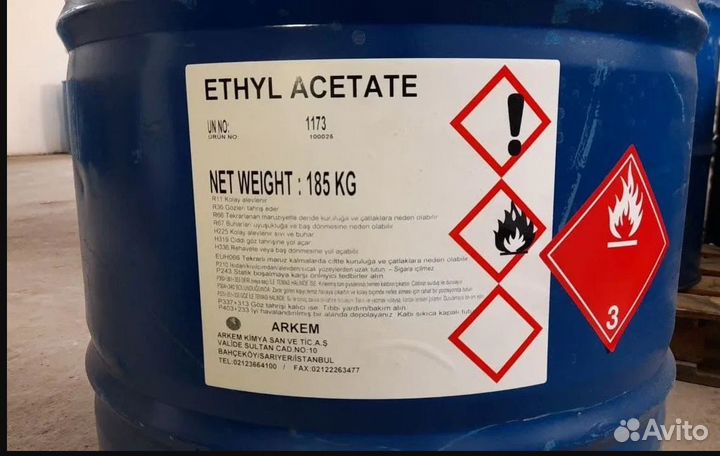 ETHYL ACETATE
UN NO: 1173
ÜRÜN NO: 100026
NET WEIGHT : 185 KG
R11 Kolay alevlenir
R36 Gözleri tahriş eder
R66 Tekrarlanan maruziyetle deride kuruluğa ve çatlaklara neden olabilir
R67 Buharları uyuşukluğa ve baş dönmesine neden olabilir
H225 Kolay alevlenir sıvı ve buhar.
H319 Ciddi göz tahrişine yol açar
H336 Rehavete veya baş dönmesine yol açabilir
EUH066 Tekrarlı maruz kalmalarda ciltte kuruluğa ve çatlaklara neden olabilir.
P210 Isıdan/kıvılcımdan/alevden/sıcak yüzeylerden uzak tutun. - Sigara içilmez
P243 Statik boşalmaya karşı önleyici tedbirler alın.
P337+313 Göz tahrişi kalıcı ise: Tıbbi yardım/bakım alın.
P403+233 İyi havalandırılmış bir alanda depolayanız. Kabı sıkıca kapalı
ARKEM
ARKEM KİMYA SAN VE TİC.A.Ş
VALİDE SULTAN CAD.NO:10
BAHÇEKÖY/SARIYER/İSTANBUL
TEL:02123664100 / FAX:02122263477
3
Avito